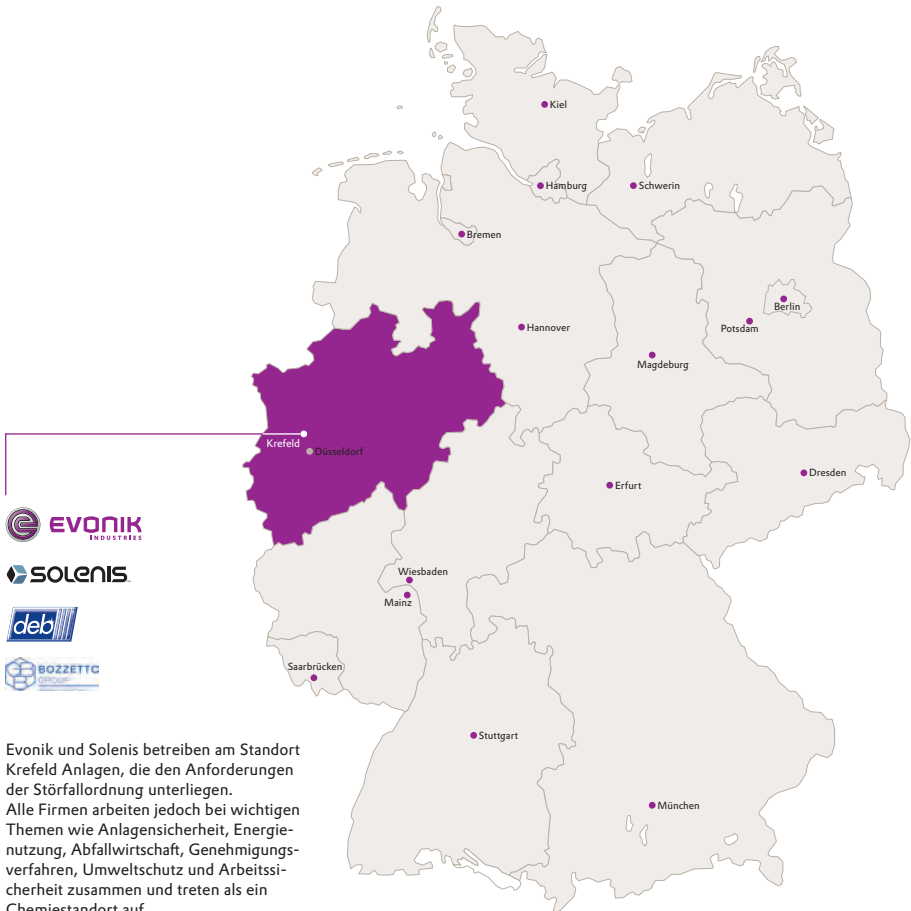 Kiel
Hamburg
Schwerin
Bremen
Berlin
Potsdam
Hannover
Magdeburg
Krefeld
Düsseldorf
Dresden
Erfurt
EVONIK
INDUSTRIES
SOLENIS
deb
BOZZETTO
GROUP
Wiesbaden
Mainz
Saarbrücken
Stuttgart
München
Evonik und Solenis betreiben am Standort
Krefeld Anlagen, die den Anforderungen
der Störfallordnung unterliegen.
Alle Firmen arbeiten jedoch bei wichtigen
Themen wie Anlagensicherheit, Energie-
nutzung, Abfallwirtschaft, Genehmigungs-
verfahren, Umweltschutz und Arbeitssi-
cherheit zusammen und treten als ein
Chemiestandort auf.